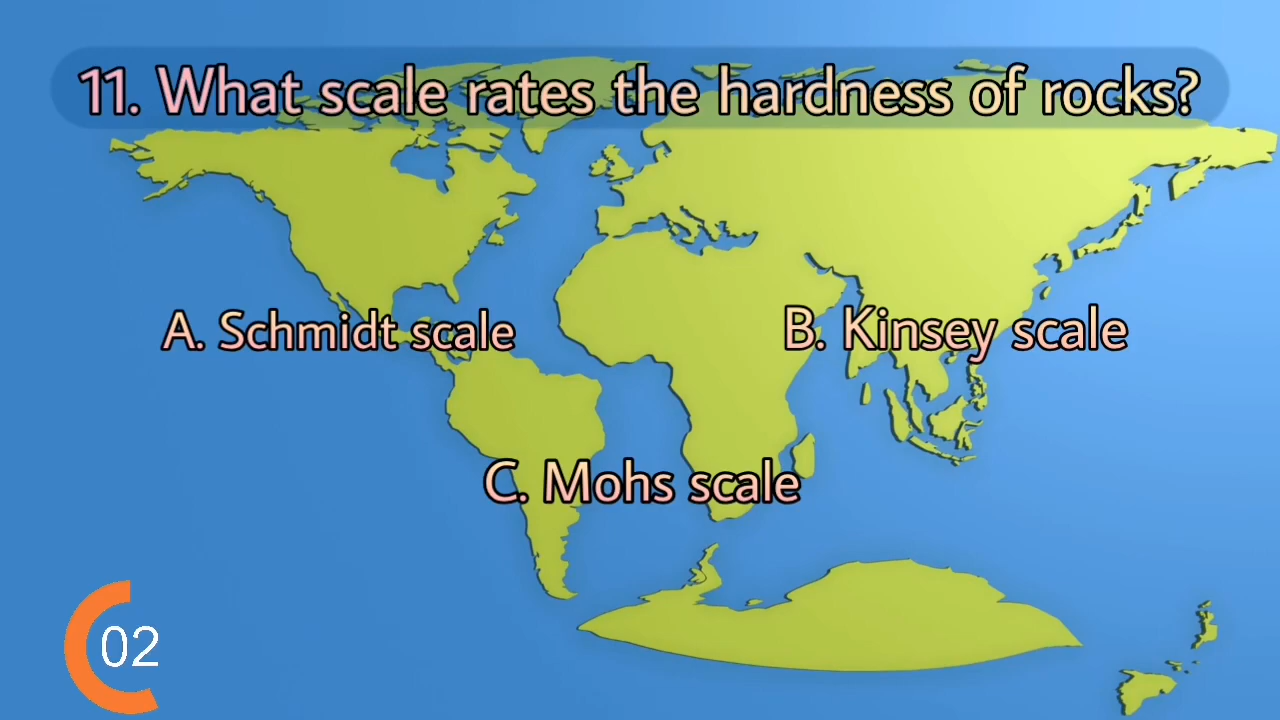 11. What scale rates the hardness of rocks?
A. Schmidt scale
B. Kinsey scale
C. Mohs scale
02